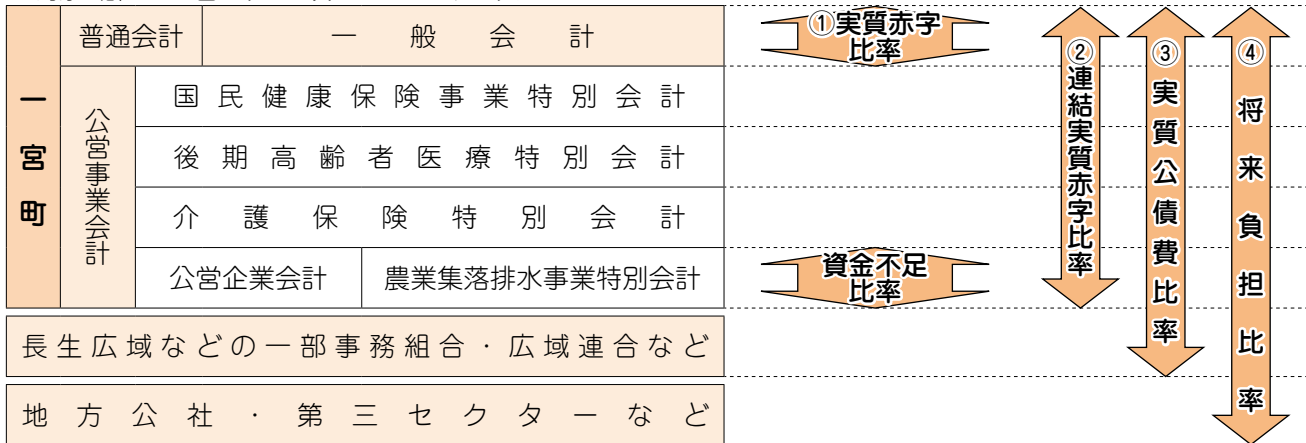 一宮町
普通会計
一般会計
公営事業会計
国民健康保険事業特別会計
後期高齢者医療特別会計
介護保険特別会計
公営企業会計
農業集落排水事業特別会計
長生広域などの一部事務組合・広域連合など
地方公社・第三セクターなど
①実質赤字
比率
資金不足
比率
②連結実質赤字比率
③実質公債費比率
④将来負担比率